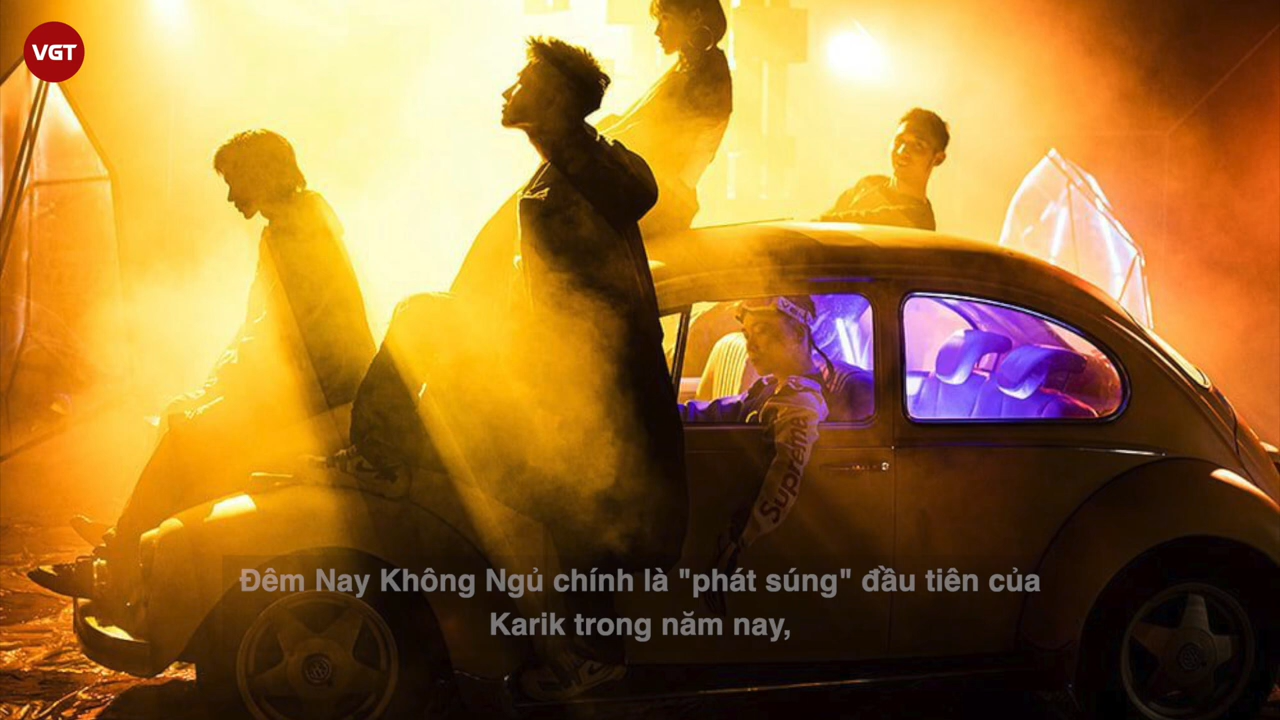 VGT
Supreme
Đêm Nay Không Ngủ chính là "phát súng" đầu tiên của
Karik trong năm nay,